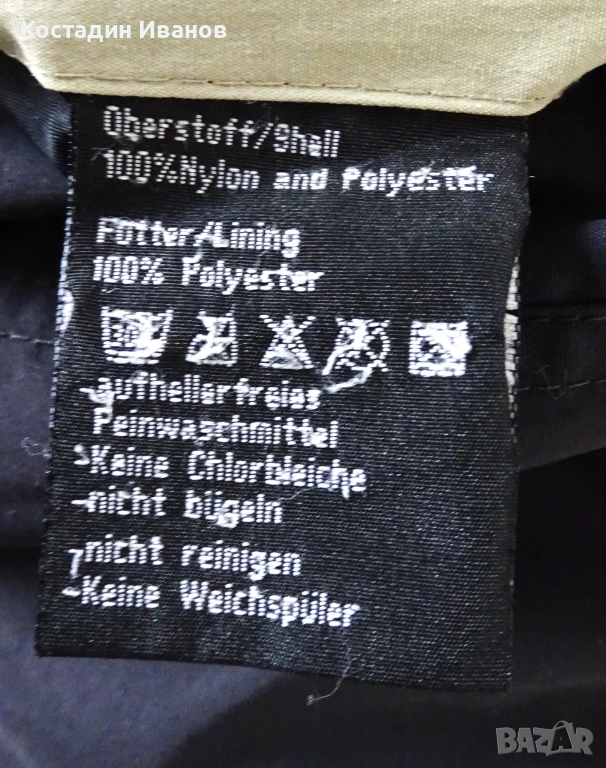 Костадин Иванов
Oberstoff/Shell
100%Nylon and Polyester
Futter/Lining
100% Polyester
-aufhellerfreies
Feinwaschmittel
-Keine Chlorbleiche
-nicht bügeln
-nicht reinigen
-Keine Weichspüler
BAZAR